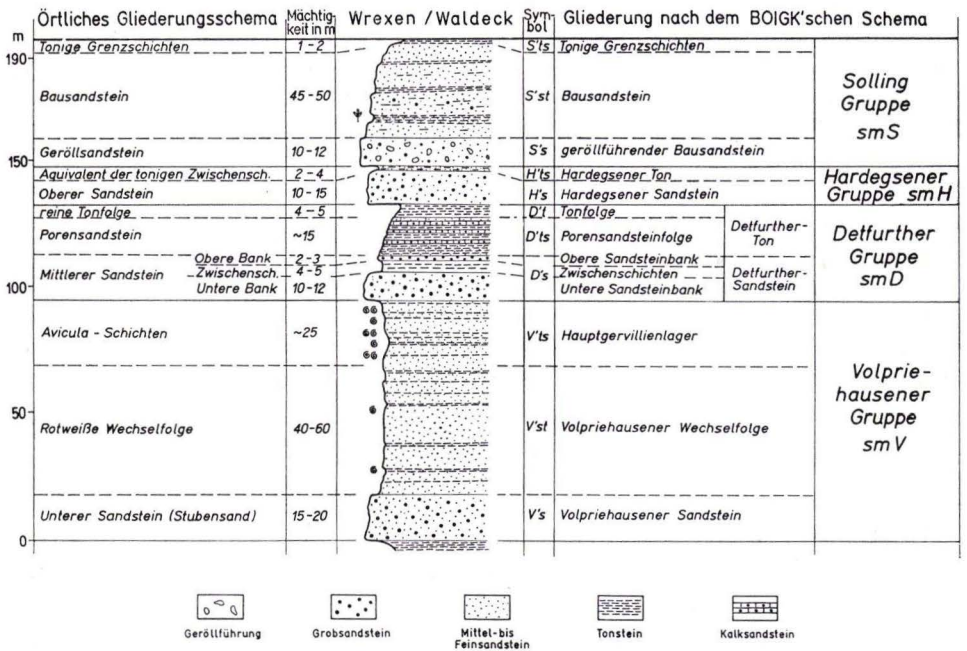 Örtliches Gliederungsschema Mächtig-keit in m Wrexen / Waldeck Sym-bol Gliederung nach dem BOIGK'schen Schema
m
Tonige Grenzschichten 1-2 S'ts Tonige Grenzschichten
190
Bausandstein 45-50 S'st Bausandstein
Solling
Gruppe
smS
Geröllsandstein 10-12 S's geröllführender Bausandstein
150
Äquivalent der tonigen Zwischensch. 2-4 H'ts Hardegsener Ton
Oberer Sandstein 10-15 H's Hardegsener Sandstein
Hardegsener
Gruppe smH
reine Tonfolge 4-5 D't Tonfolge
Porensandstein ~15 D'ts Porensandsteinfolge
Detfurther-
Ton
Obere Bank 2-3 Obere Sandsteinbank
Mittlerer Sandstein Zwischensch. 4-5 D's Zwischenschichten
Untere Bank 10-12 Untere Sandsteinbank
Detfurther-
Sandstein
Detfurther
Gruppe
smD
100
Avicula - Schichten ~25 V'ts Hauptgervillienlager
50
Rotweiße Wechselfolge 40-60 V'st Volpriehausener Wechselfolge
Volprie-
hausener
Gruppe
smV
Unterer Sandstein (Stubensand) 15-20 V's Volpriehausener Sandstein
0
Geröllführung
Grobsandstein
Mittel-bis
Feinsandstein
Tonstein
Kalksandstein